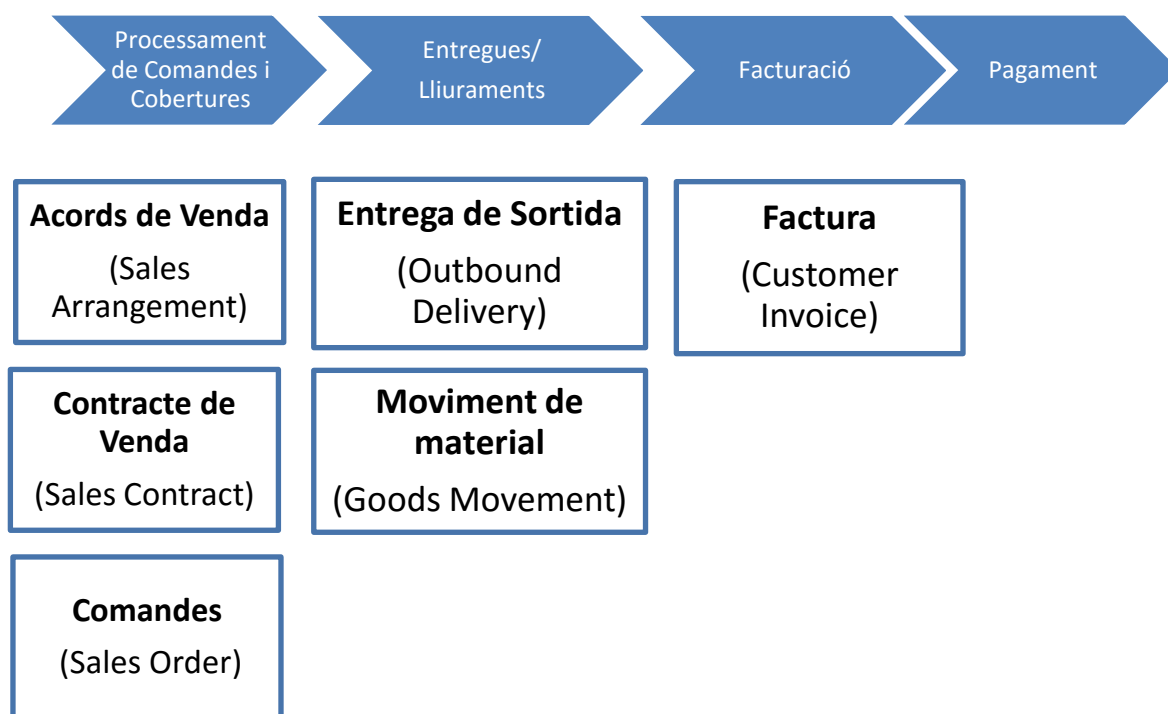 Processament
de Comandes i
Cobertures
Entregues/
Lliuraments
Facturació
Pagament
Acords de Venda
(Sales
Arrangement)
Entrega de Sortida
(Outbound
Delivery)
Factura
(Customer
Invoice)
Contracte de
Venda
(Sales Contract)
Moviment de
material
(Goods Movement)
Comandes
(Sales Order)